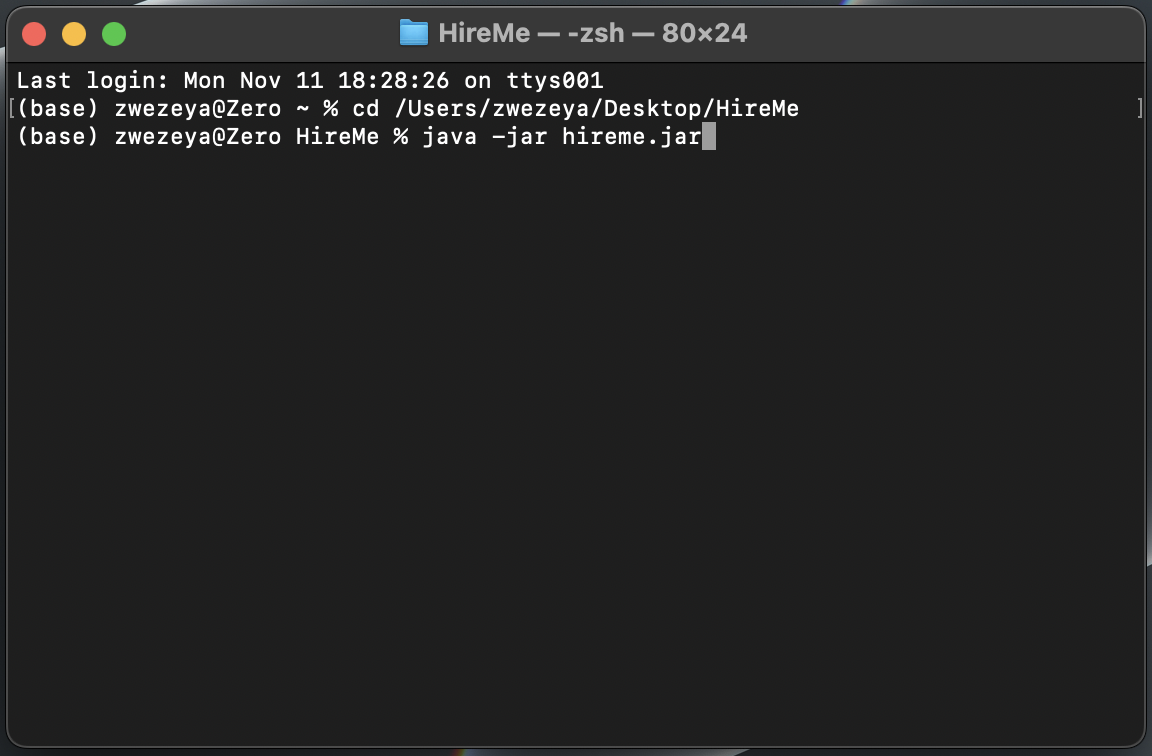 HireMe — -zsh — 80×24
Last login: Mon Nov 11 18:28:26 on ttys001
[(base) zwezeya@Zero ~ % cd /Users/zwezeya/Desktop/HireMe ]
(base) zwezeya@Zero HireMe % java -jar hireme.jar